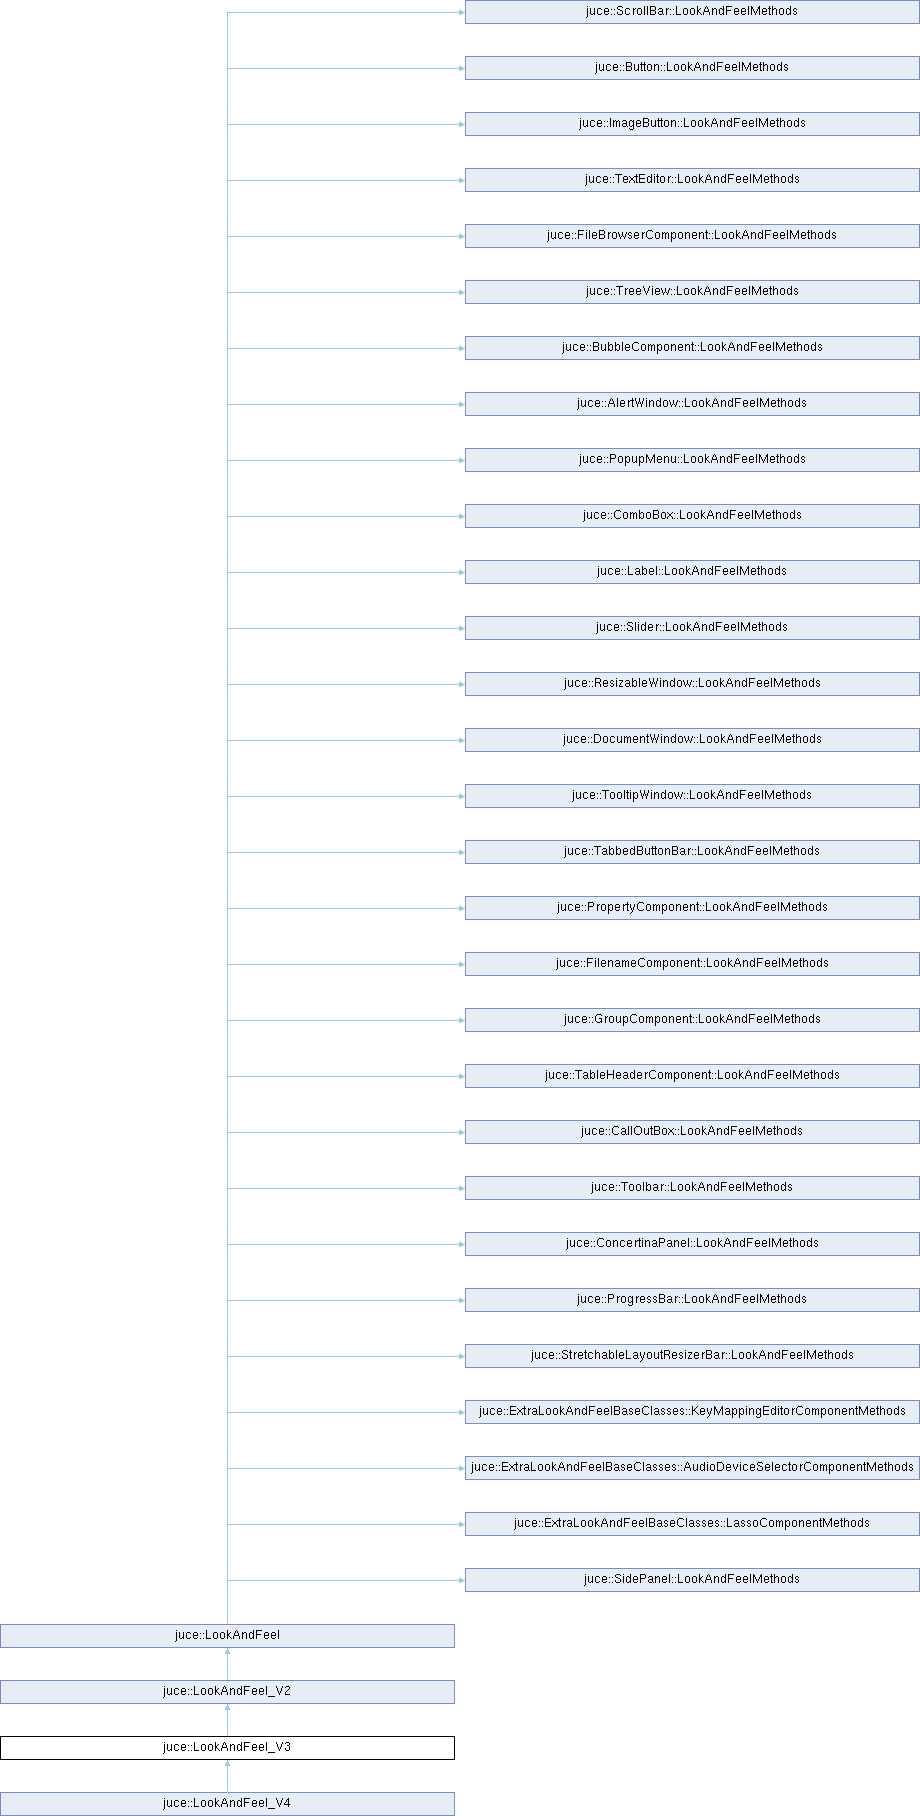 juce::ScrollBar::LookAndFeelMethods
juce::Button::LookAndFeelMethods
juce::ImageButton::LookAndFeelMethods
juce::TextEditor::LookAndFeelMethods
juce::FileBrowserComponent::LookAndFeelMethods
juce::TreeView::LookAndFeelMethods
juce::BubbleComponent::LookAndFeelMethods
juce::AlertWindow::LookAndFeelMethods
juce::PopupMenu::LookAndFeelMethods
juce::ComboBox::LookAndFeelMethods
juce::Label::LookAndFeelMethods
juce::Slider::LookAndFeelMethods
juce::ResizableWindow::LookAndFeelMethods
juce::DocumentWindow::LookAndFeelMethods
juce::TooltipWindow::LookAndFeelMethods
juce::TabbedButtonBar::LookAndFeelMethods
juce::PropertyComponent::LookAndFeelMethods
juce::FilenameComponent::LookAndFeelMethods
juce::GroupComponent::LookAndFeelMethods
juce::TableHeaderComponent::LookAndFeelMethods
juce::CallOutBox::LookAndFeelMethods
juce::Toolbar::LookAndFeelMethods
juce::ConcertinaPanel::LookAndFeelMethods
juce::ProgressBar::LookAndFeelMethods
juce::StretchableLayoutResizerBar::LookAndFeelMethods
juce::ExtraLookAndFeelBaseClasses::KeyMappingEditorComponentMethods
juce::ExtraLookAndFeelBaseClasses::AudioDeviceSelectorComponentMethods
juce::ExtraLookAndFeelBaseClasses::LassoComponentMethods
juce::SidePanel::LookAndFeelMethods
juce::LookAndFeel
juce::LookAndFeel_V2
juce::LookAndFeel_V3
juce::LookAndFeel_V4